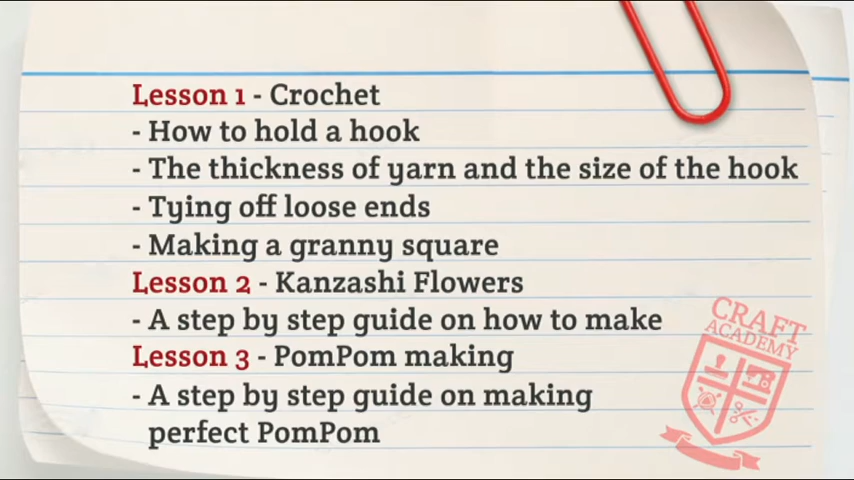 Lesson 1 - Crochet
- How to hold a hook
- The thickness of yarn and the size of the hook
- Tying off loose ends
- Making a granny square
Lesson 2 - Kanzashi Flowers
- A step by step guide on how to make
Lesson 3 - PomPom making
- A step by step guide on making
perfect PomPom
CRAFT
ACADEMY